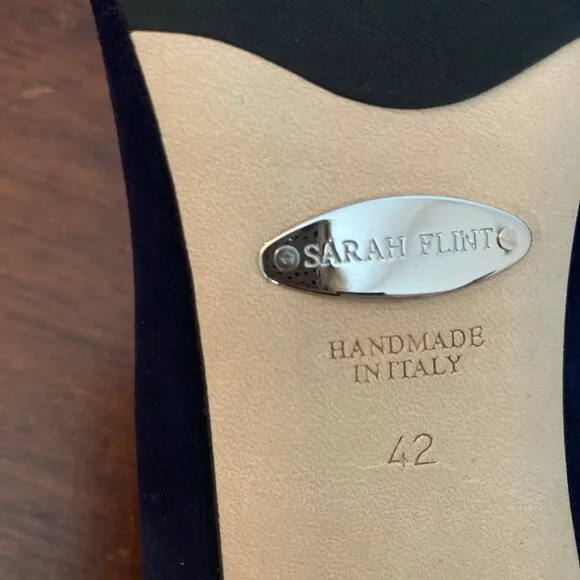 SARAH FLINT
HANDMADE
IN ITALY
42